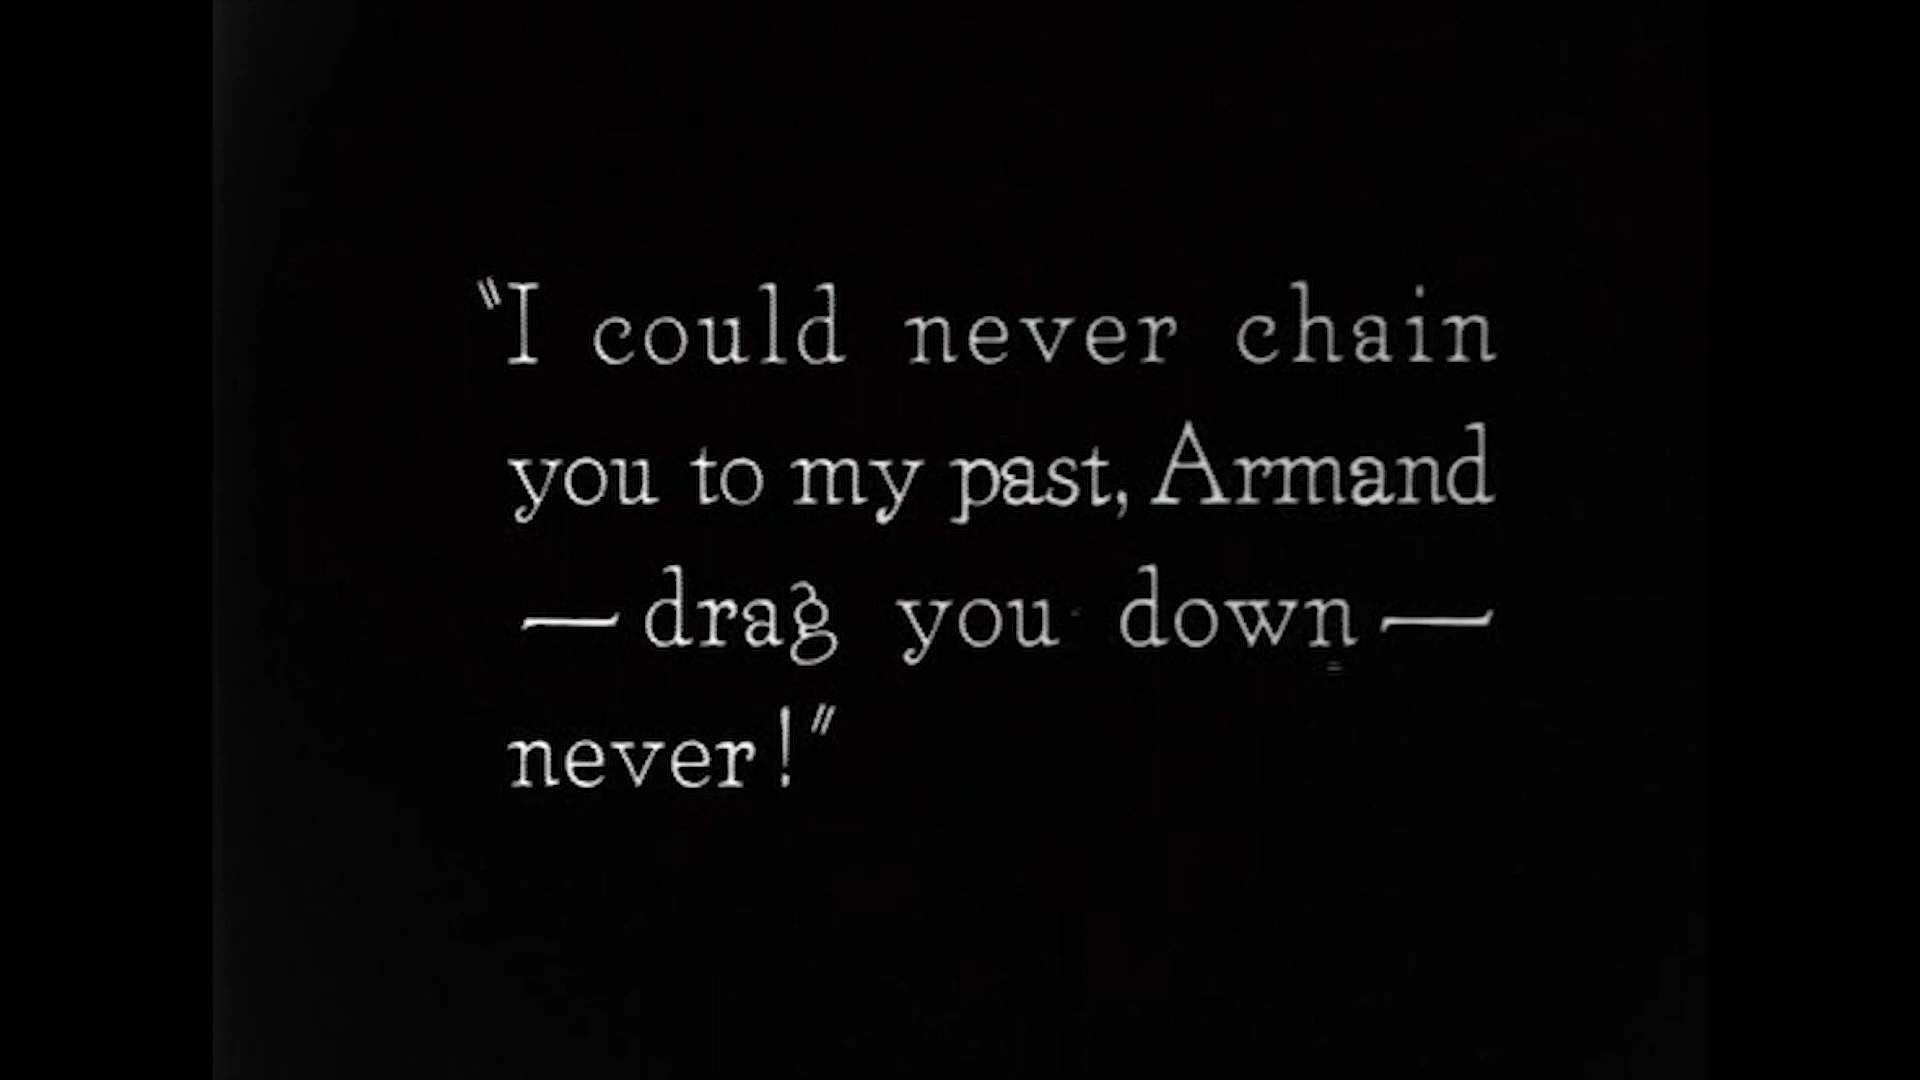 "I could never chain
you to my past, Armand
— drag you down —
never!"